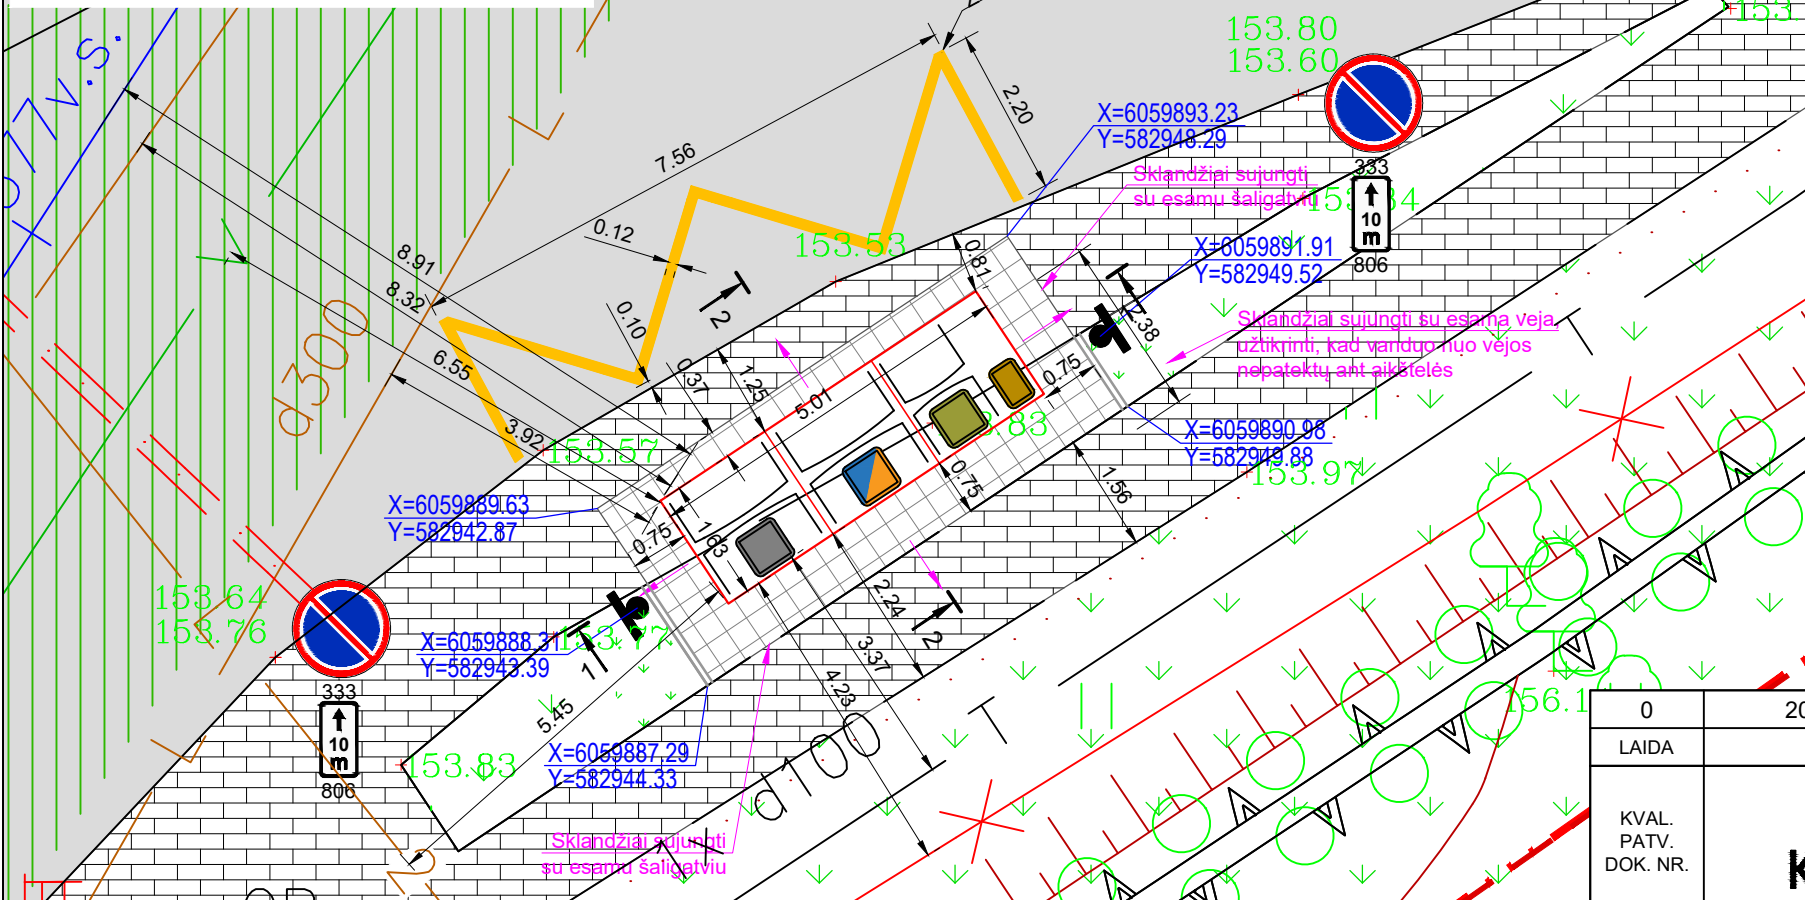 153.80
153.60
X=6059893.23
Y=582948.29
Sklandžiai sujungti
su esamu šaligatviu
333
10
m
806
2.20
7.56
0.12
153.53
8.91
8.32
6.55
3.92
0.10
0.37
1.25
5.01
0.81
2
X=6059891.91
Y=582949.52
Sklandžiai sujungti su esama veja,
užtikrinti, kad vanduo nuo vejos
nepatektų ant aikštelės
0.75
d300
153.57
X=6059889.63
Y=582942.87
0.75
1.63
0.75
X=6059890.98
Y=582949.88
153.97
1.56
153.64
153.76
333
10
m
806
X=6059888.31
Y=582943.39
1
2.24
2
3.37
4.23
5.45
153.83
X=6059887.29
Y=582944.33
d100
Sklandžiai sujungti
su esamu šaligatviu
0
LAIDA
KVAL.
PATV.
DOK. NR.